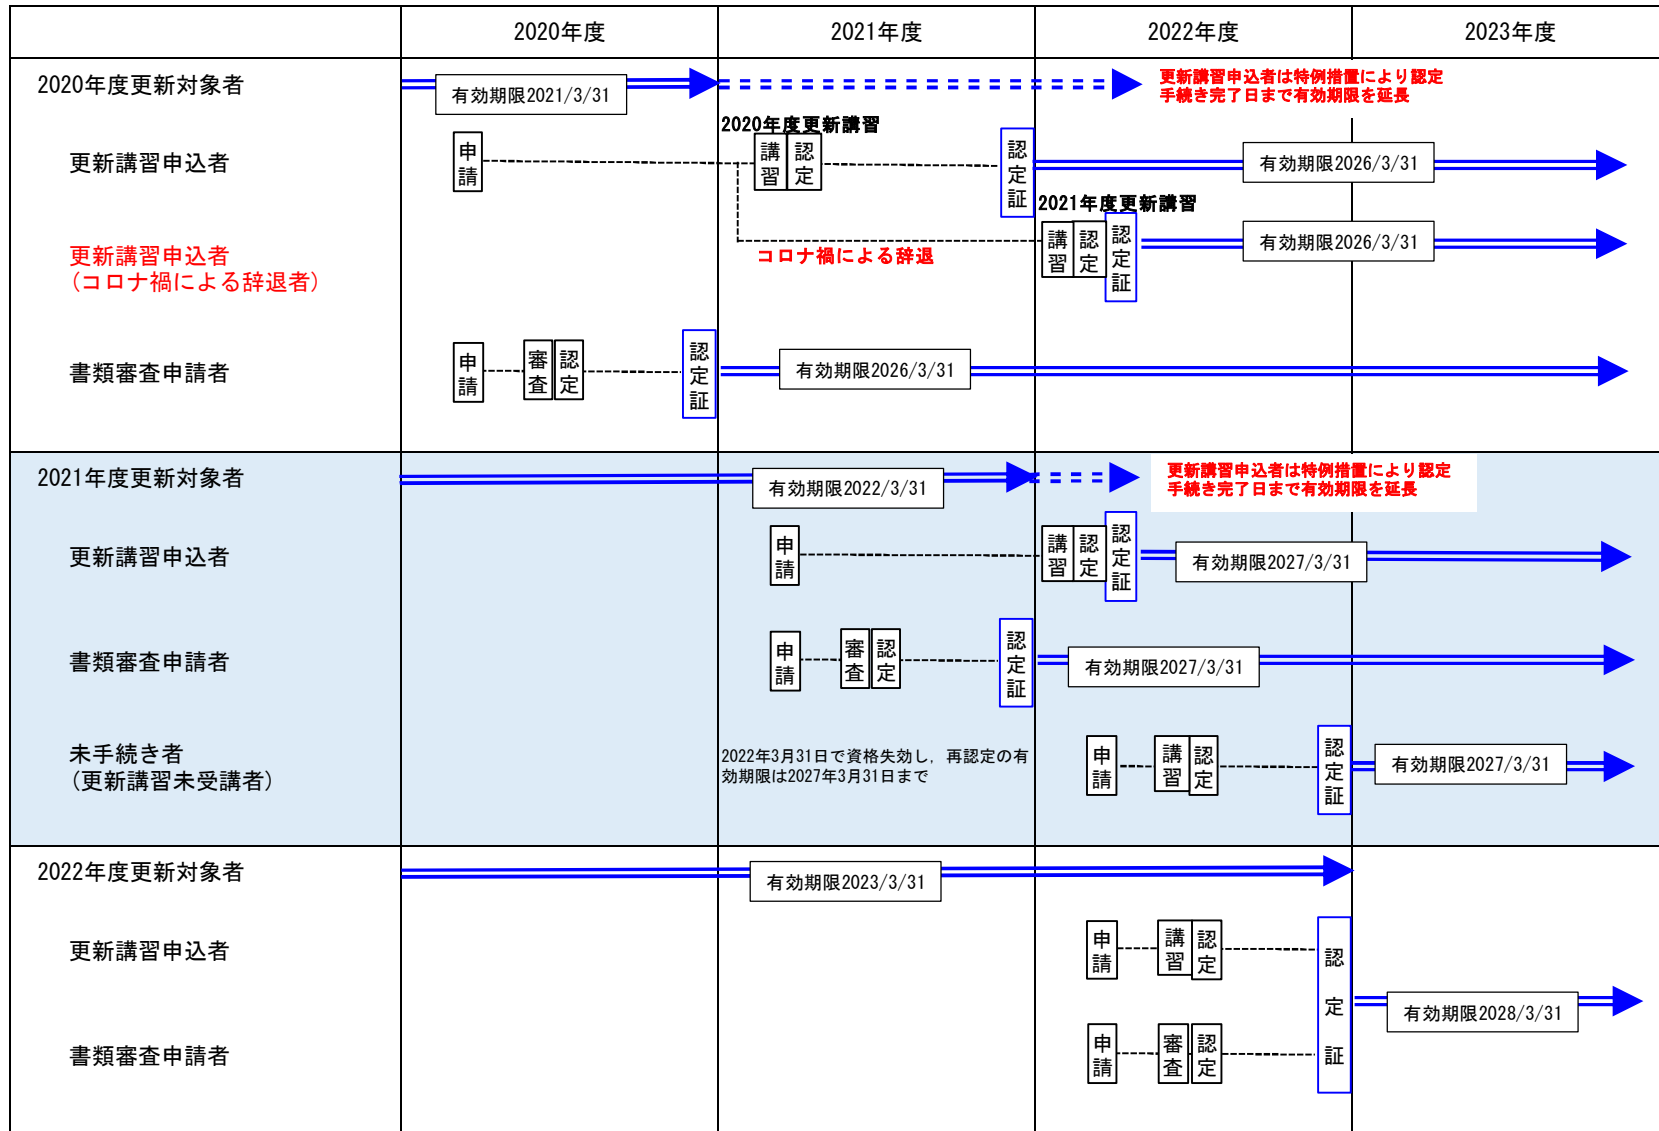 2020年度
2021年度
2022年度
2023年度
2020年度更新対象者
有効期限2021/3/31
更新講習申込者は特例措置により認定
手続き完了日まで有効期限を延長
2020年度更新講習
更新講習申込者
申請
講習
認定
認定証
有効期限2026/3/31
2021年度更新講習
更新講習申込者
(コロナ禍による辞退者)
コロナ禍による辞退
講習
認定
認定証
有効期限2026/3/31
書類審査申請者
申請
審査
認定
認定証
有効期限2026/3/31
2021年度更新対象者
有効期限2022/3/31
更新講習申込者は特例措置により認定
手続き完了日まで有効期限を延長
更新講習申込者
申請
講習
認定
認定証
有効期限2027/3/31
書類審査申請者
申請
審査
認定
認定証
有効期限2027/3/31
未手続き者
(更新講習未受講者)
2022年3月31日で資格失効し，再認定の有
効期限は2027年3月31日まで
申請
講習
認定
認定証
有効期限2027/3/31
2022年度更新対象者
有効期限2023/3/31
更新講習申込者
申請
講習
認定
認定証
有効期限2028/3/31
書類審査申請者
申請
審査
認定